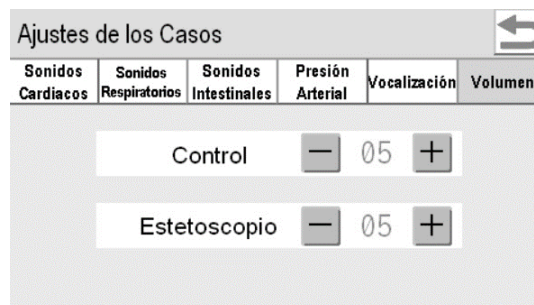 Ajustes de los Casos
Sonidos Cardiacos Sonidos Respiratorios Sonidos Intestinales Presión Arterial Vocalización Volumen
Control — 05 +
Estetoscopio — 05 +